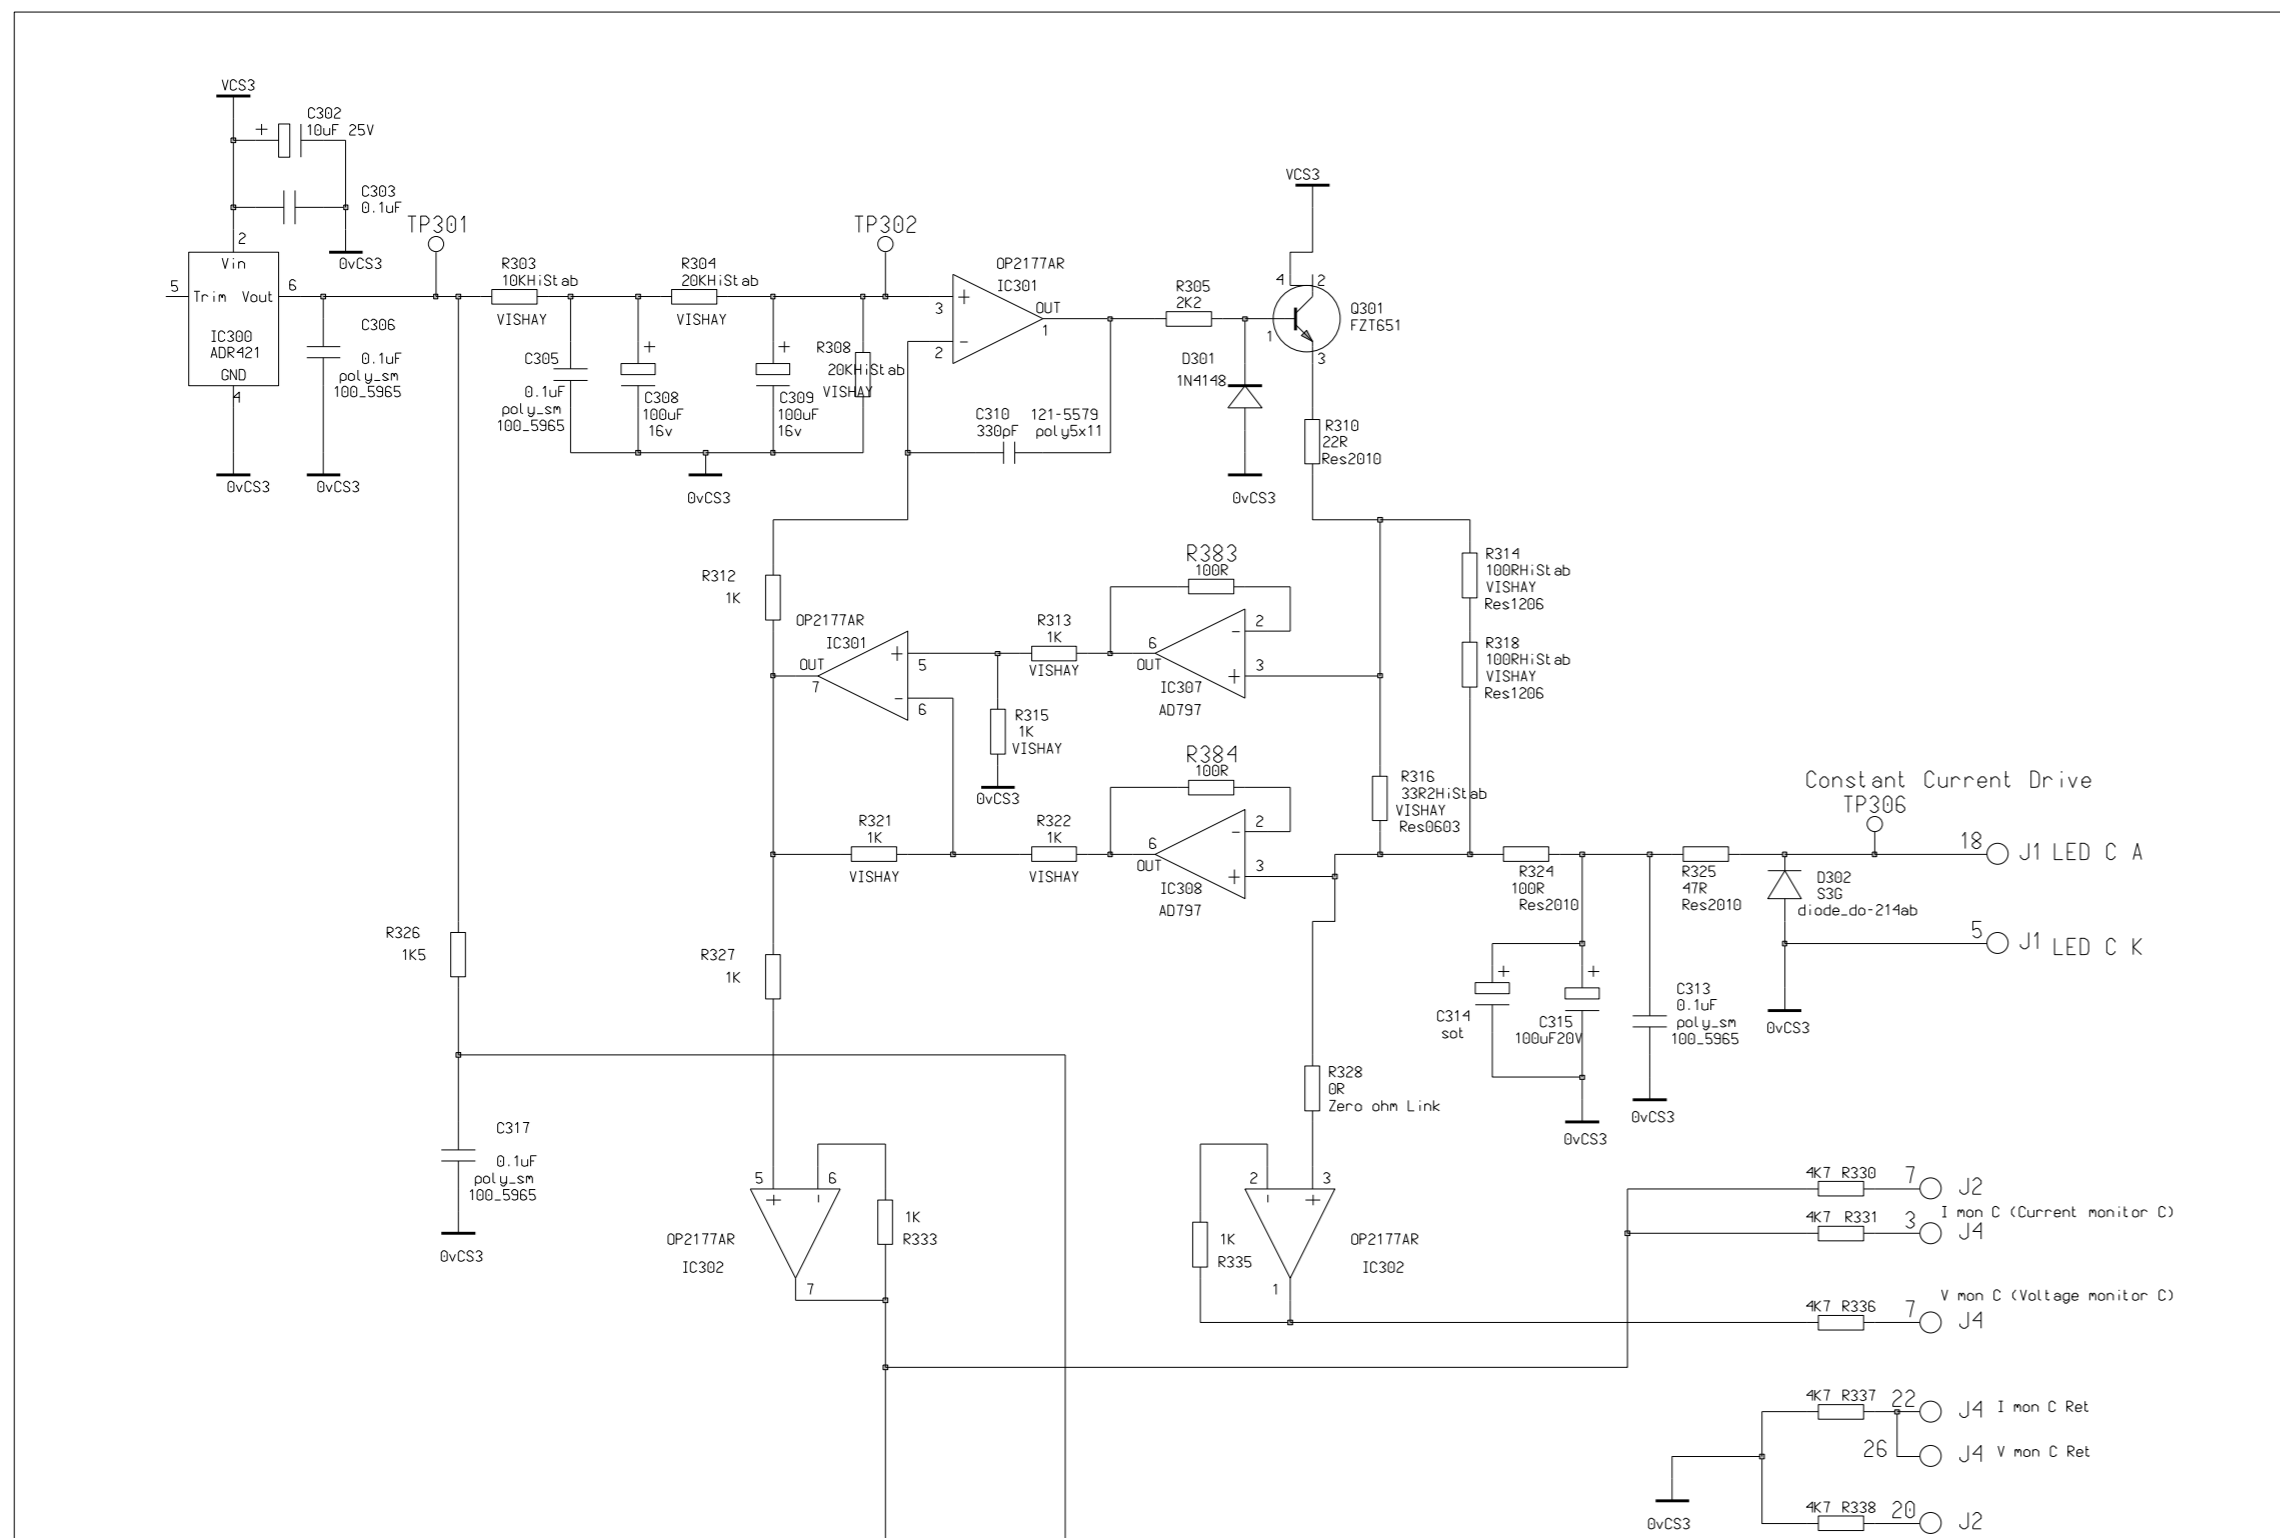 VCS3
C302
+ 10uF 25V
C303
0.1uF
0vCS3
2
Vin
5 Trim Vout 6
IC300
ADR421
GND
4
0vCS3
TP301
C306
0.1uF
poly_sm
100_5965
0vCS3
R303
10KHiStab
VISHAY
C305
0.1uF
poly_sm
100_5965
R304
20KHiStab
VISHAY
+
C308
100uF
16v
+
C309
100uF
16v
0vCS3
R308
20KHiStab
VISHAY
TP302
OP2177AR
IC301
3 +
2 -
OUT
1
C310 121-5579
330pF poly5x11
R305
2K2
D301
1N4148
0vCS3
VCS3
4 2
1
3
Q301
FZT651
R310
22R
Res2010
R312
1K
OP2177AR
IC301
OUT
7
+ 5
- 6
R313
1K
VISHAY
R315
1K
VISHAY
0vCS3
R383
100R
6
OUT
- 2
+ 3
IC307
AD797
R314
100RHiStab
VISHAY
Res1206
R318
100RHiStab
VISHAY
Res1206
R316
33R2HiStab
VISHAY
Res0603
R384
100R
R321
1K
VISHAY
R322
1K
VISHAY
6
OUT
- 2
+ 3
IC308
AD797
R324
100R
Res2010
R325
47R
Res2010
Constant Current Drive
TP306
18 J1 LED C A
D302
S3G
diode_do-214ab
5 J1 LED C K
0vCS3
+
C314
sot
+
C315
100uF20V
0vCS3
C313
0.1uF
poly_sm
100_5965
0vCS3
R326
1K5
R327
1K
R328
0R
Zero ohm Link
C317
0.1uF
poly_sm
100_5965
0vCS3
5 6
+ -
OP2177AR
IC302
7
1K
R333
2 3
- +
1K
R335
OP2177AR
IC302
1
4K7 R330 7 J2
I mon C (Current monitor C)
4K7 R331 3 J4
V mon C (Voltage monitor C)
4K7 R336 7 J4
4K7 R337 22 J4 I mon C Ret
26 J4 V mon C Ret
0vCS3
4K7 R338 20 J2